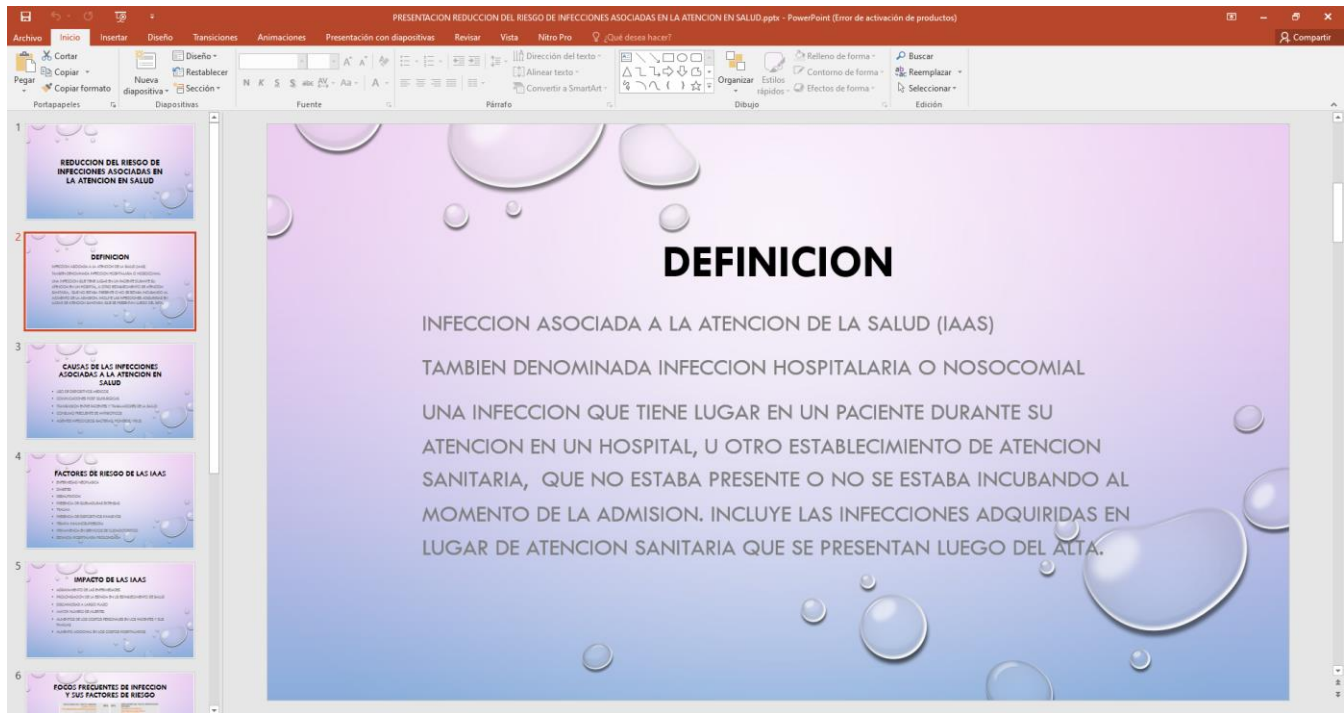 PRESENTACION REDUCCION DEL RIESGO DE INFECCIONES ASOCIADAS EN LA ATENCION EN SALUD.pptx - PowerPoint (Error de activación de productos)
Archivo Inicio Insertar Diseño Transiciones Animaciones Presentación con diapositivas Revisar Vista Nitro Pro ¿Qué desea hacer? Compartir
Pegar
Cortar
Copiar
Copiar formato
Portapapeles
Nueva diapositiva
Diseño
Restablecer
Sección
Diapositivas
N K S S abc AV Aa A
Fuente
Dirección del texto
Alinear texto
Convertir a SmartArt
Párrafo
Organizar
Estilos rápidos
Relleno de forma
Contorno de forma
Efectos de forma
Dibujo
Buscar
Reemplazar
Seleccionar
Edición
1
REDUCCION DEL RIESGO DE
INFECCIONES ASOCIADAS EN
LA ATENCION EN SALUD
2
DEFINICION
3
CAUSAS DE LAS INFECCIONES
ASOCIADAS A LA ATENCION EN
SALUD
4
FACTORES DE RIESGO DE LAS IAAS
5
IMPACTO DE LAS IAAS
6
FOCOS FRECUENTES DE INFECCION
Y SUS FACTORES DE RIESGO
DEFINICION
INFECCION ASOCIADA A LA ATENCION DE LA SALUD (IAAS)
TAMBIEN DENOMINADA INFECCION HOSPITALARIA O NOSOCOMIAL
UNA INFECCION QUE TIENE LUGAR EN UN PACIENTE DURANTE SU
ATENCION EN UN HOSPITAL, U OTRO ESTABLECIMIENTO DE ATENCION
SANITARIA, QUE NO ESTABA PRESENTE O NO SE ESTABA INCUBANDO AL
MOMENTO DE LA ADMISION. INCLUYE LAS INFECCIONES ADQUIRIDAS EN
LUGAR DE ATENCION SANITARIA QUE SE PRESENTAN LUEGO DEL ALTA.